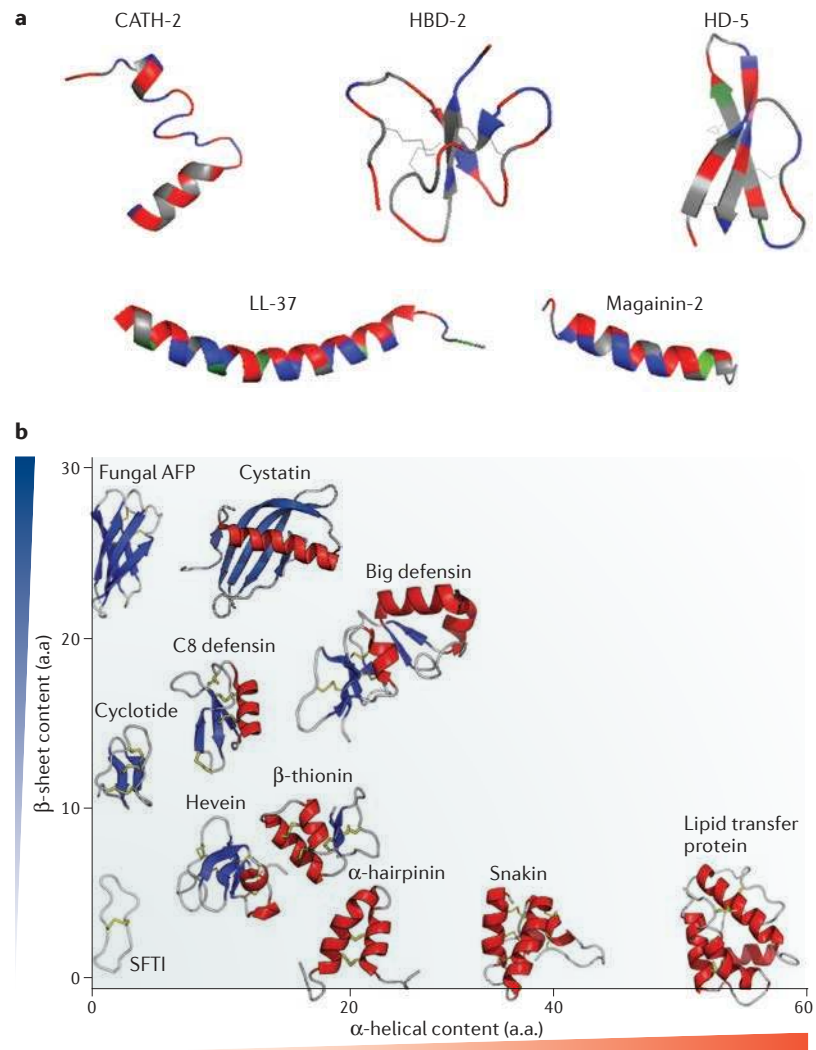 a
CATH-2
HBD-2
HD-5
LL-37
Magainin-2
b
30
Fungal AFP
Cystatin
Big defensin
20
C8 defensin
Cyclotide
β-sheet content (a.a)
10
Hevein
β-thionin
α-hairpinin
Snakin
Lipid transfer
protein
SFTI
0
0
20
40
60
α-helical content (a.a.)